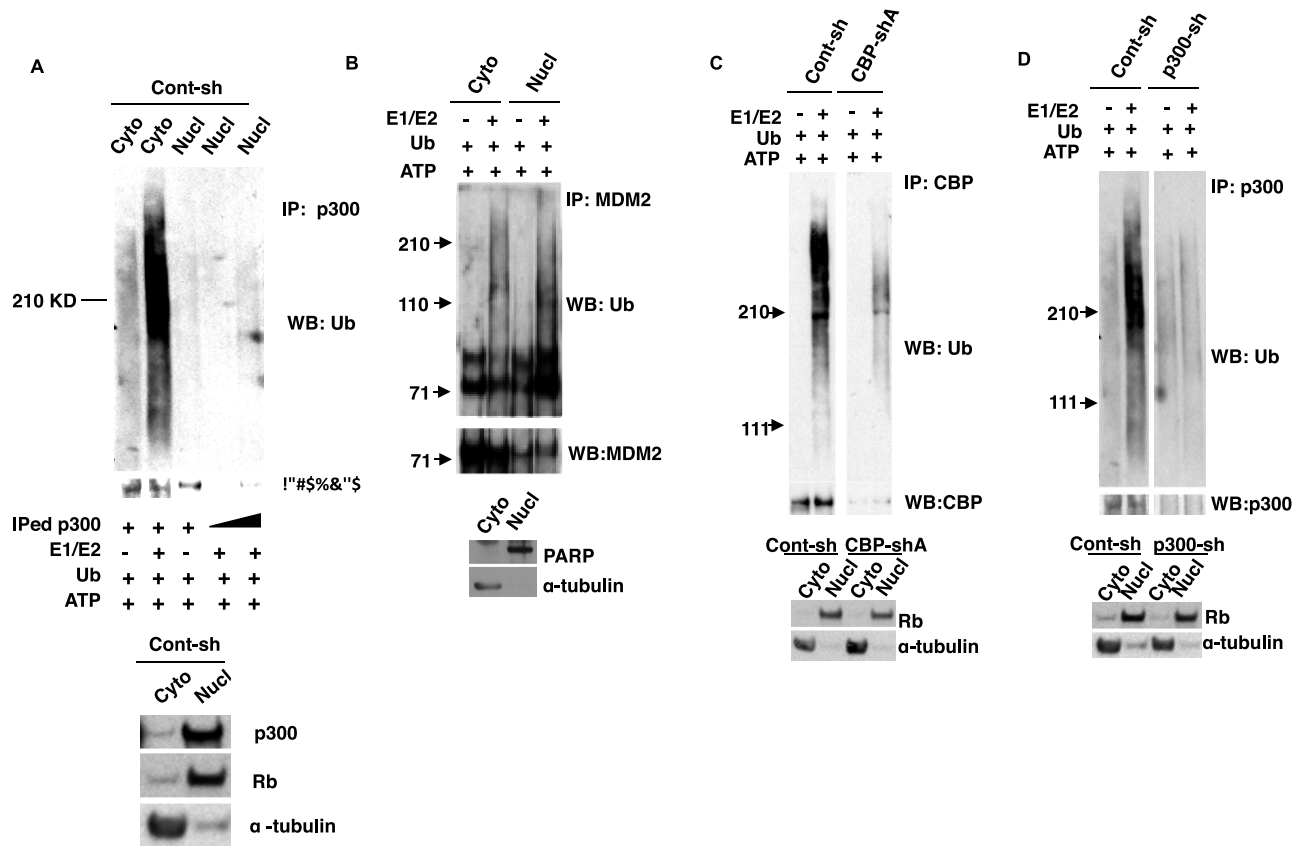 A
Cont-sh
Cyto Cyto Nucl Nucl Nucl
IP: p300
210 KD
WB: Ub
!"#$%&"$
IPed p300 + + +
E1/E2 - + - + +
Ub + + + + +
ATP + + + + +
Cont-sh
Cyto Nucl
p300
Rb
α -tubulin
B
Cyto Nucl
E1/E2 - + - +
Ub + + + +
ATP + + + +
IP: MDM2
210
110
WB: Ub
71
71
WB:MDM2
Cyto Nucl
PARP
α-tubulin
C
Cont-sh CBP-shA
E1/E2 - + - +
Ub + + + +
ATP + + + +
IP: CBP
210
WB: Ub
111
WB:CBP
Cont-sh CBP-shA
Cyto Nucl Cyto Nucl
Rb
α-tubulin
D
Cont-sh p300-sh
E1/E2 - + - +
Ub + + + +
ATP + + + +
IP: p300
210
WB: Ub
111
WB:p300
Cont-sh p300-sh
Cyto Nucl Cyto Nucl
Rb
α-tubulin